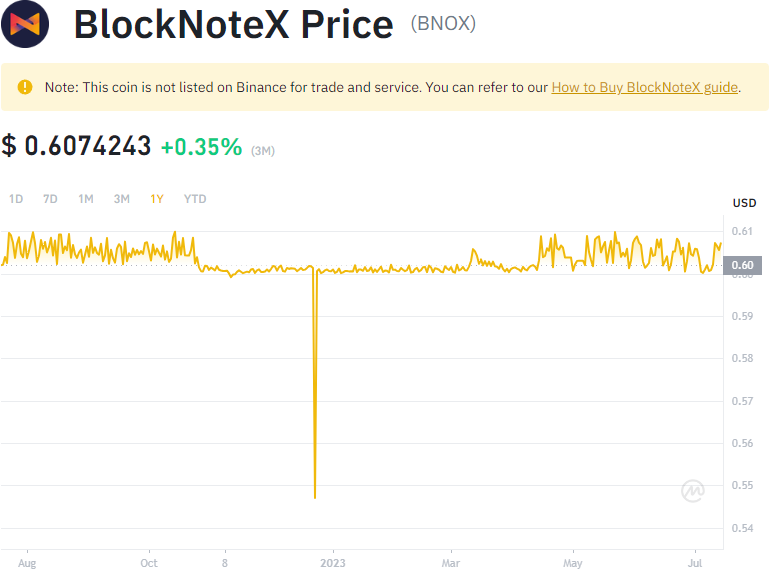 BlockNoteX Price (BNOX)
Note: This coin is not listed on Binance for trade and service. You can refer to our How to Buy BlockNoteX guide.
$ 0.6074243 +0.35% (3M)
1D 7D 1M 3M 1Y YTD
USD
0.61
0.60
0.60
0.59
0.58
0.57
0.56
0.55
0.54
Aug Oct 8 2023 Mar May Jul